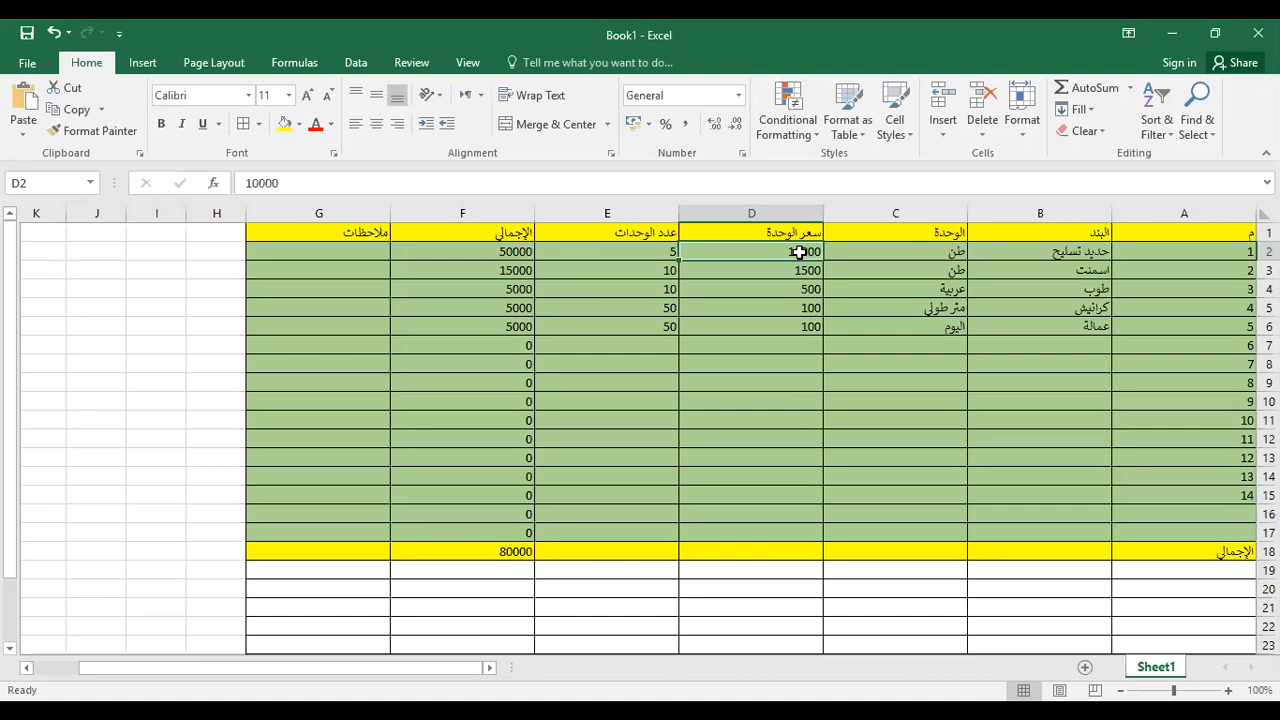 Book1 - Excel
File Home Insert Page Layout Formulas Data Review View Tell me what you want to do... Sign in Share
Cut
Copy
Format Painter
Paste
Clipboard
Calibri 11
B I U
Font
Wrap Text
Merge & Center
Alignment
General
Number
Conditional Formatting
Format as Table
Cell Styles
Styles
Insert Delete Format
Cells
AutoSum
Fill
Clear
Sort & Filter
Find & Select
Editing
D2 fx 10000
K J I H G F E D C B A
1 م البند الوحدة سعر الوحدة عدد الوحدات الإجمالي ملاحظات
2 1 حديد تسليح طن 10000 5 50000
3 2 اسمنت طن 1500 10 15000
4 3 طوب عربية 500 10 5000
5 4 كرانيش متر طولي 100 50 5000
6 5 عمالة اليوم 100 50 5000
7 6 0
8 7 0
9 8 0
10 9 0
11 10 0
12 11 0
13 12 0
14 13 0
15 14 0
16 0
17 0
18 الإجمالي 80000
19
20
21
22
23
Sheet1
Ready 100%